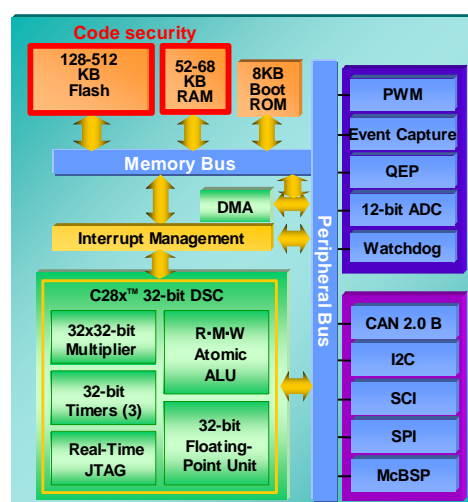 Code security
128-512
KB
Flash
52-68
KB
RAM
8KB
Boot
ROM
Memory Bus
DMA
Interrupt Management
C28x™ 32-bit DSC
32x32-bit
Multiplier
R·M·W
Atomic
ALU
32-bit
Timers (3)
32-bit
Floating-
Point Unit
Real-Time
JTAG
Peripheral Bus
PWM
Event Capture
QEP
12-bit ADC
Watchdog
CAN 2.0 B
I2C
SCI
SPI
McBSP